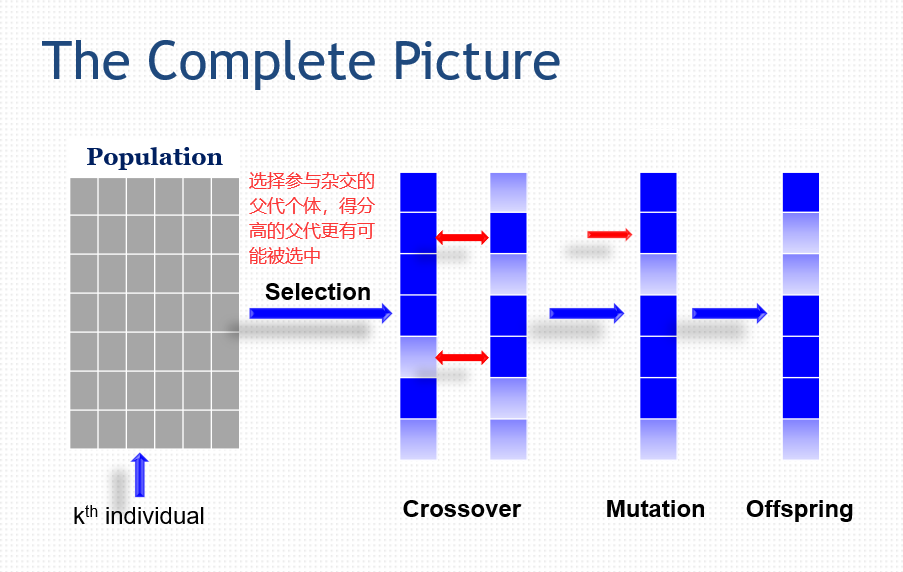 The Complete Picture
Population
选择参与杂交的
父代个体，得分
高的父代更有可
能被选中
Selection
kth individual
Crossover
Mutation
Offspring